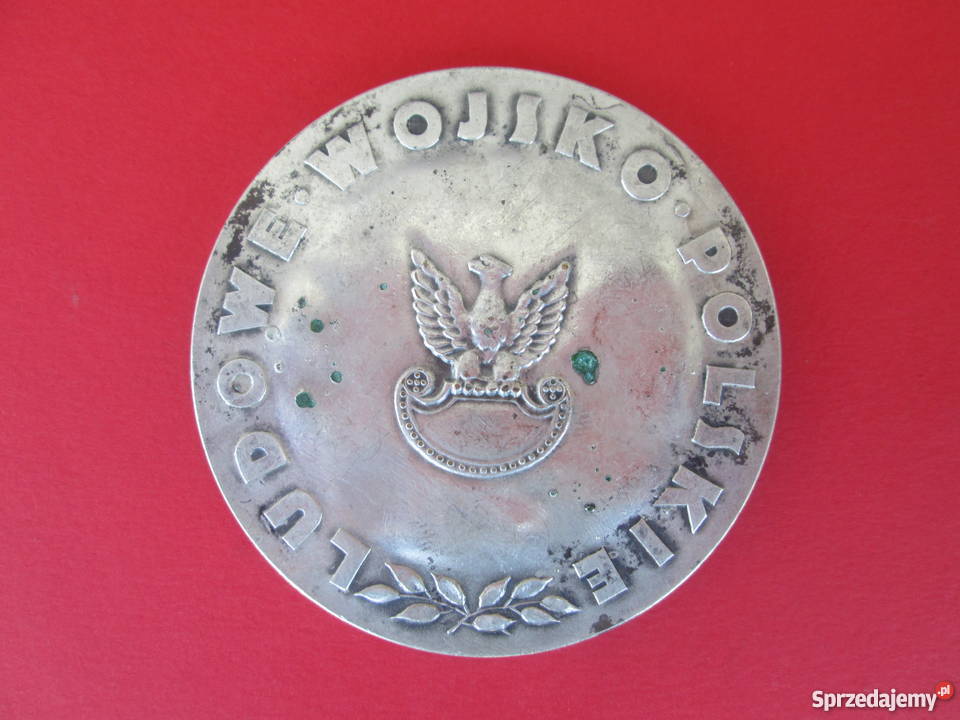 LUDOWE · WOJSKO · POLSKIE
Sprzedajemy.pl